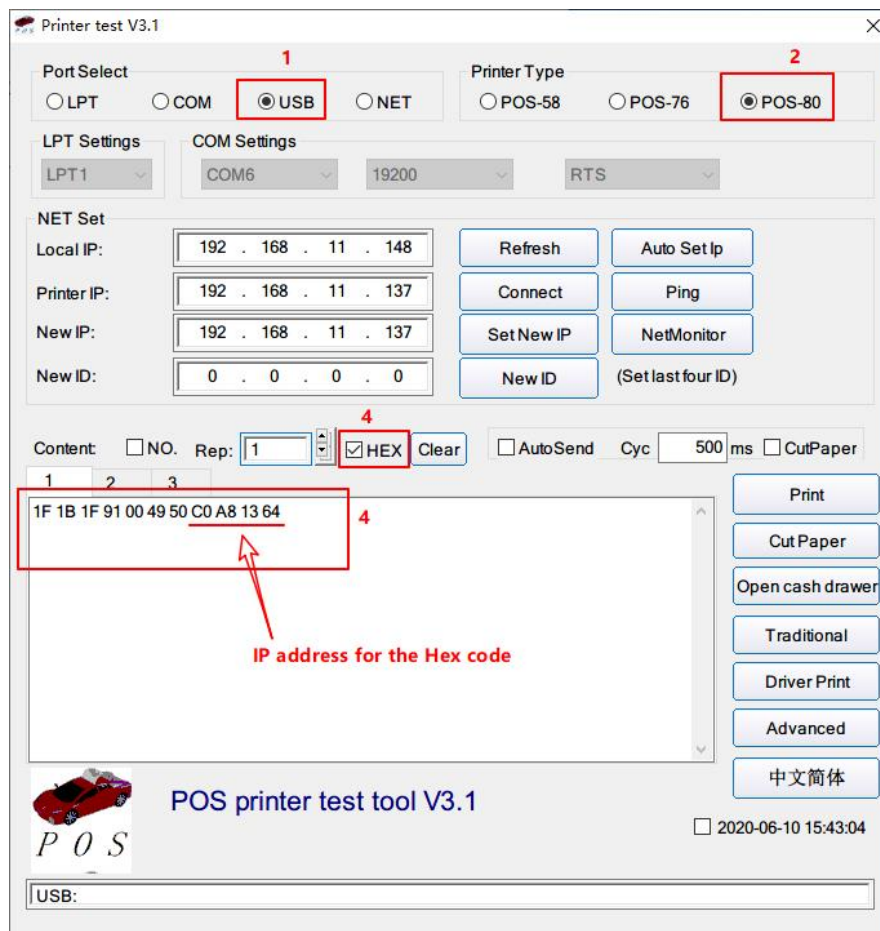 Printer test V3.1
1
2
Port Select
Printer Type
LPT COM USB NET
POS-58 POS-76 POS-80
LPT Settings
COM Settings
LPT1
COM6
19200
RTS
NET Set
Local IP: 192 . 168 . 11 . 148 Refresh Auto Set Ip
Printer IP: 192 . 168 . 11 . 137 Connect Ping
New IP: 192 . 168 . 11 . 137 Set New IP NetMonitor
New ID: 0 . 0 . 0 . 0 New ID (Set last four ID)
4
Content: NO. Rep: 1 HEX Clear AutoSend Cyc 500 ms CutPaper
1 2 3
1F 1B 1F 91 00 49 50 C0 A8 13 64
4
IP address for the Hex code
Print
Cut Paper
Open cash drawer
Traditional
Driver Print
Advanced
中文简体
POS
POS printer test tool V3.1
2020-06-10 15:43:04
USB: